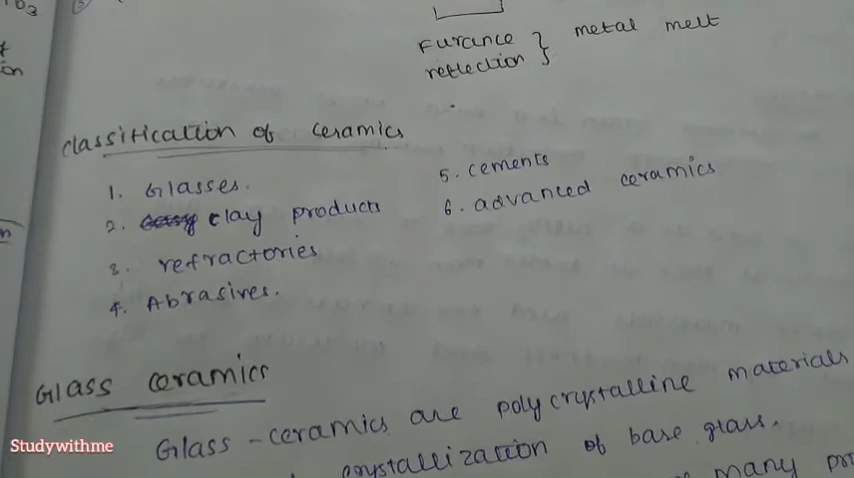 Furance } metal melt
reflection
Classification of ceramics
1. Glasses.
2. clay products
3. refractories
4. Abrasives.
5. cements
6. advanced ceramics
Glass ceramics
Glass - ceramics are polycrystalline materials
crystallization of base glass.
many
Studywithme